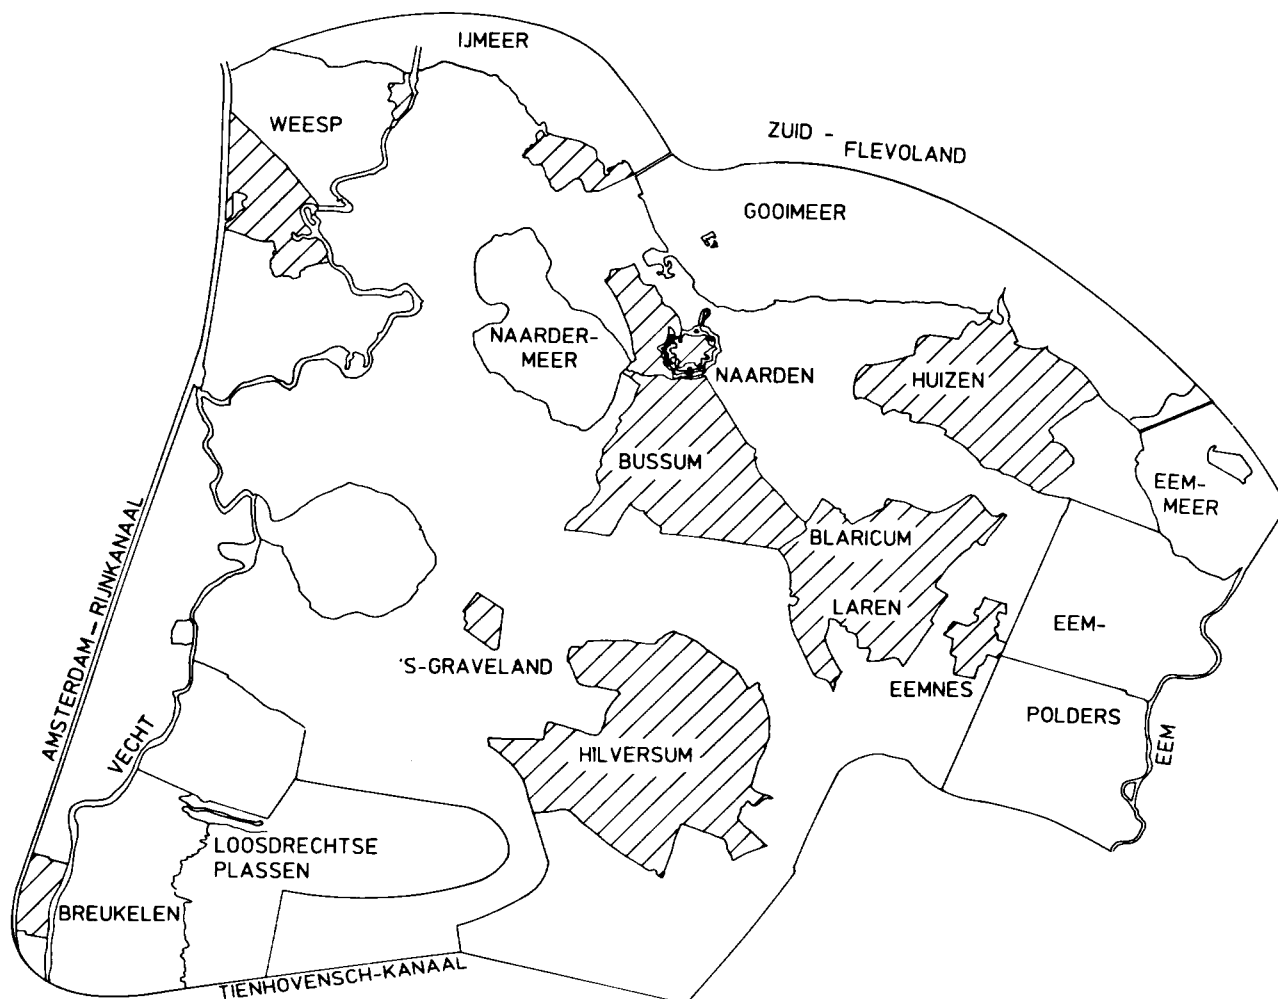 IJMEER
WEESP
ZUID -
FLEVOLAND
GOOIMEER
NAARDER-
MEER
NAARDEN
HUIZEN
BUSSUM
EEM-
MEER
BLARICUM
AMSTERDAM - RIJNKANAAL
LAREN
EEM-
'S-GRAVELAND
EEMNES
POLDERS
VECHT
HILVERSUM
EEM
LOOSDRECHTSE
PLASSEN
BREUKELEN
TIENHOVENSCH-KANAAL